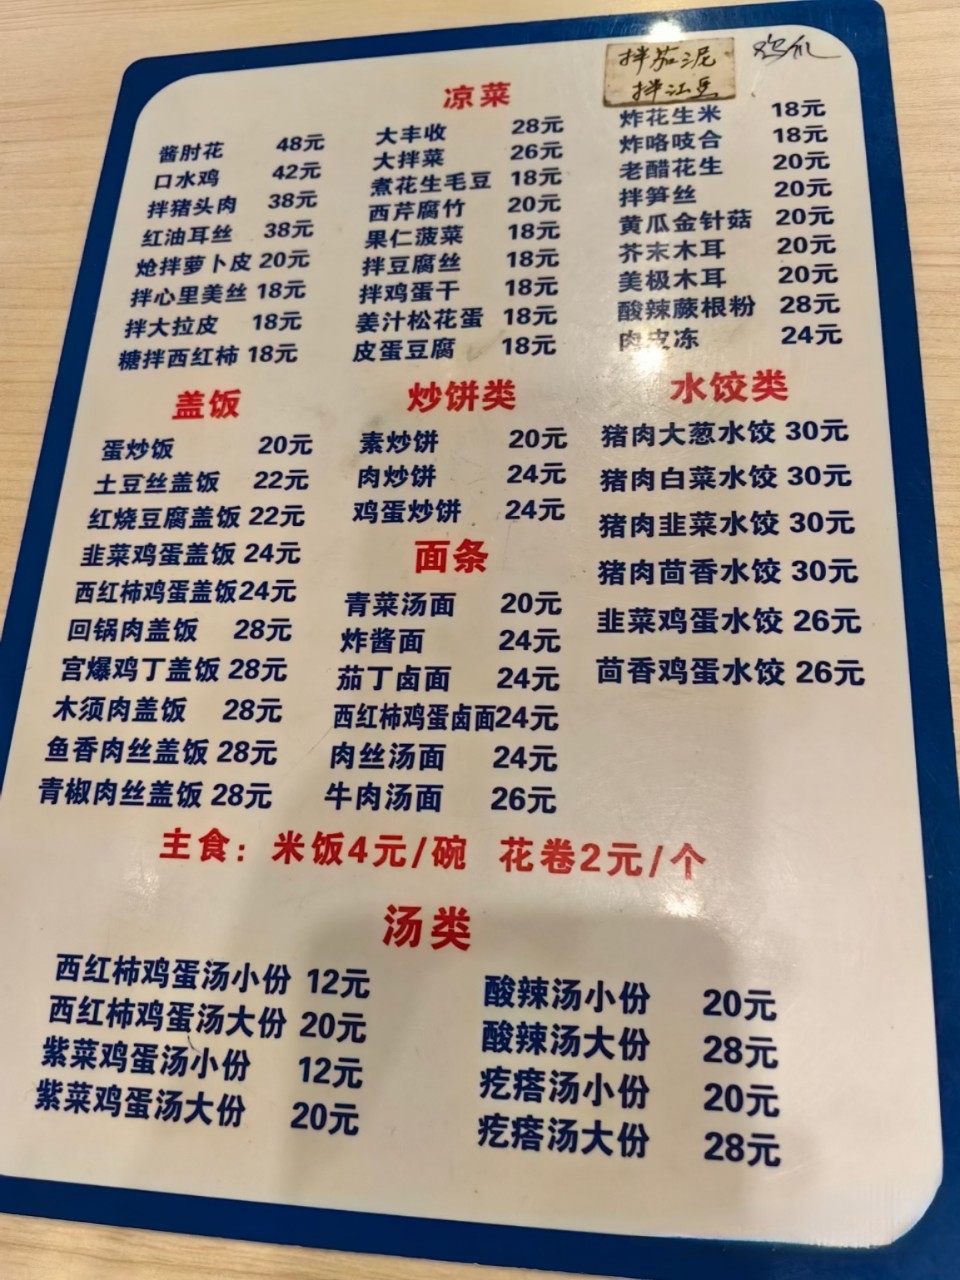 拌茄泥
拌江豆
鸡爪
凉菜
酱肘花 48元
口水鸡 42元
拌猪头肉 38元
红油耳丝 38元
炝拌萝卜皮 20元
拌心里美丝 18元
拌大拉皮 18元
糖拌西红柿 18元
大丰收 28元
大拌菜 26元
煮花生毛豆 18元
西芹腐竹 20元
果仁菠菜 18元
拌豆腐丝 18元
拌鸡蛋干 18元
姜汁松花蛋 18元
皮蛋豆腐 18元
炸花生米 18元
炸咯吱合 18元
老醋花生 20元
拌笋丝 20元
黄瓜金针菇 20元
芥末木耳 20元
美极木耳 20元
酸辣蕨根粉 28元
肉皮冻 24元
盖饭
蛋炒饭 20元
土豆丝盖饭 22元
红烧豆腐盖饭 22元
韭菜鸡蛋盖饭 24元
西红柿鸡蛋盖饭24元
回锅肉盖饭 28元
宫爆鸡丁盖饭 28元
木须肉盖饭 28元
鱼香肉丝盖饭 28元
青椒肉丝盖饭 28元
炒饼类
素炒饼 20元
肉炒饼 24元
鸡蛋炒饼 24元
面条
青菜汤面 20元
炸酱面 24元
茄丁卤面 24元
西红柿鸡蛋卤面24元
肉丝汤面 24元
牛肉汤面 26元
水饺类
猪肉大葱水饺 30元
猪肉白菜水饺 30元
猪肉韭菜水饺 30元
猪肉茴香水饺 30元
韭菜鸡蛋水饺 26元
茴香鸡蛋水饺 26元
主食：米饭4元/碗 花卷2元/个
汤类
西红柿鸡蛋汤小份 12元
西红柿鸡蛋汤大份 20元
紫菜鸡蛋汤小份 12元
紫菜鸡蛋汤大份 20元
酸辣汤小份 20元
酸辣汤大份 28元
疙瘩汤小份 20元
疙瘩汤大份 28元